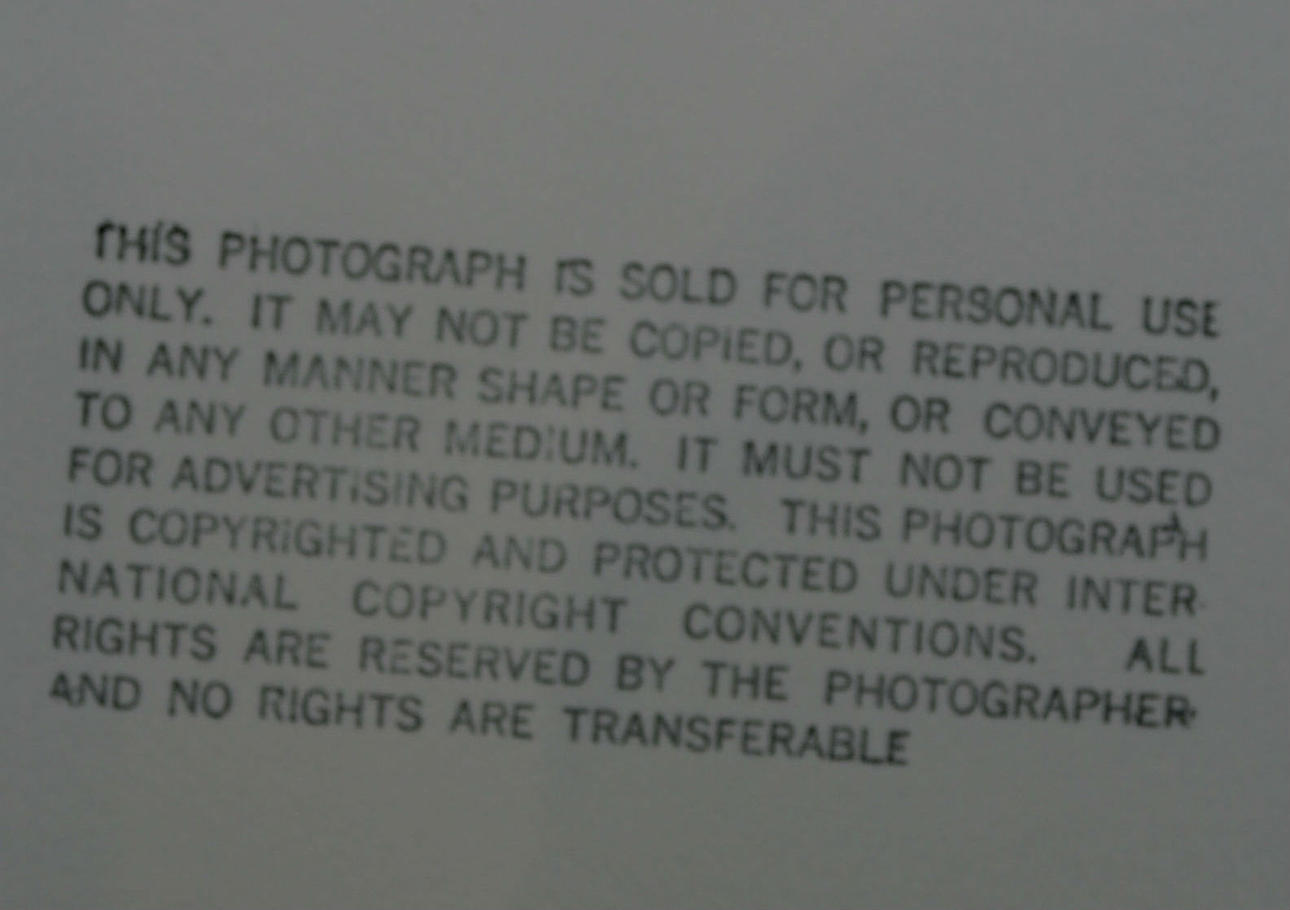 THIS PHOTOGRAPH IS SOLD FOR PERSONAL USE
ONLY. IT MAY NOT BE COPIED, OR REPRODUCED,
IN ANY MANNER SHAPE OR FORM, OR CONVEYED
TO ANY OTHER MEDIUM. IT MUST NOT BE USED
FOR ADVERTISING PURPOSES. THIS PHOTOGRAPH
IS COPYRIGHTED AND PROTECTED UNDER INTER-
NATIONAL COPYRIGHT CONVENTIONS. ALL
RIGHTS ARE RESERVED BY THE PHOTOGRAPHER
AND NO RIGHTS ARE TRANSFERABLE